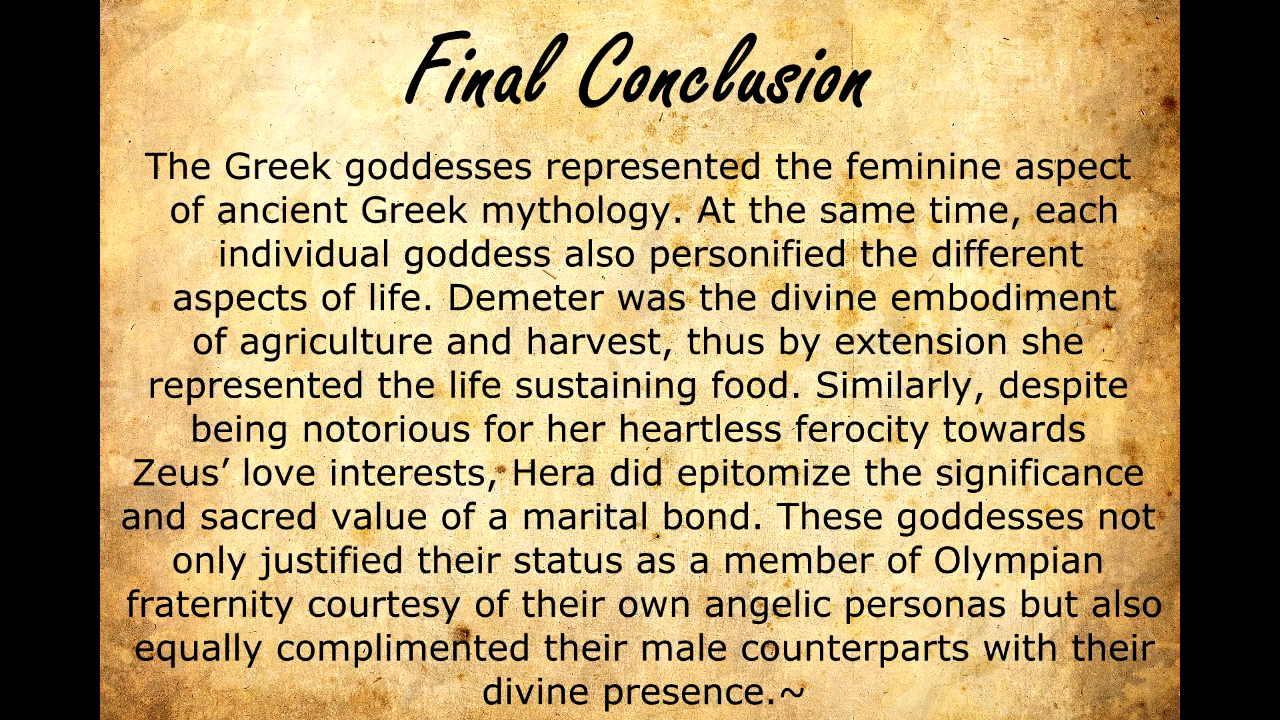 Final Conclusion
The Greek goddesses represented the feminine aspect
of ancient Greek mythology. At the same time, each
individual goddess also personified the different
aspects of life. Demeter was the divine embodiment
of agriculture and harvest, thus by extension she
represented the life sustaining food. Similarly, despite
being notorious for her heartless ferocity towards
Zeus’ love interests, Hera did epitomize the significance
and sacred value of a marital bond. These goddesses not
only justified their status as a member of Olympian
fraternity courtesy of their own angelic personas but also
equally complimented their male counterparts with their
divine presence.~